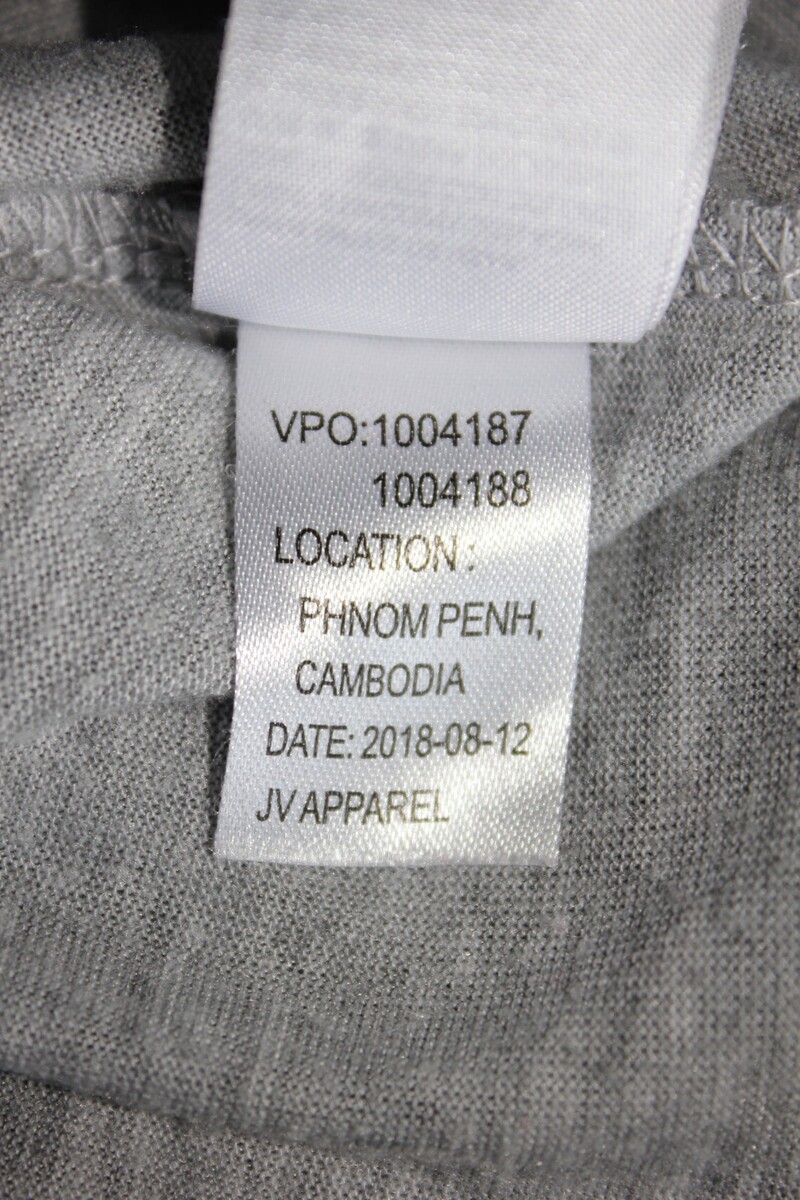 VPO:1004187
1004188
LOCATION :
PHNOM PENH,
CAMBODIA
DATE: 2018-08-12
JV APPAREL